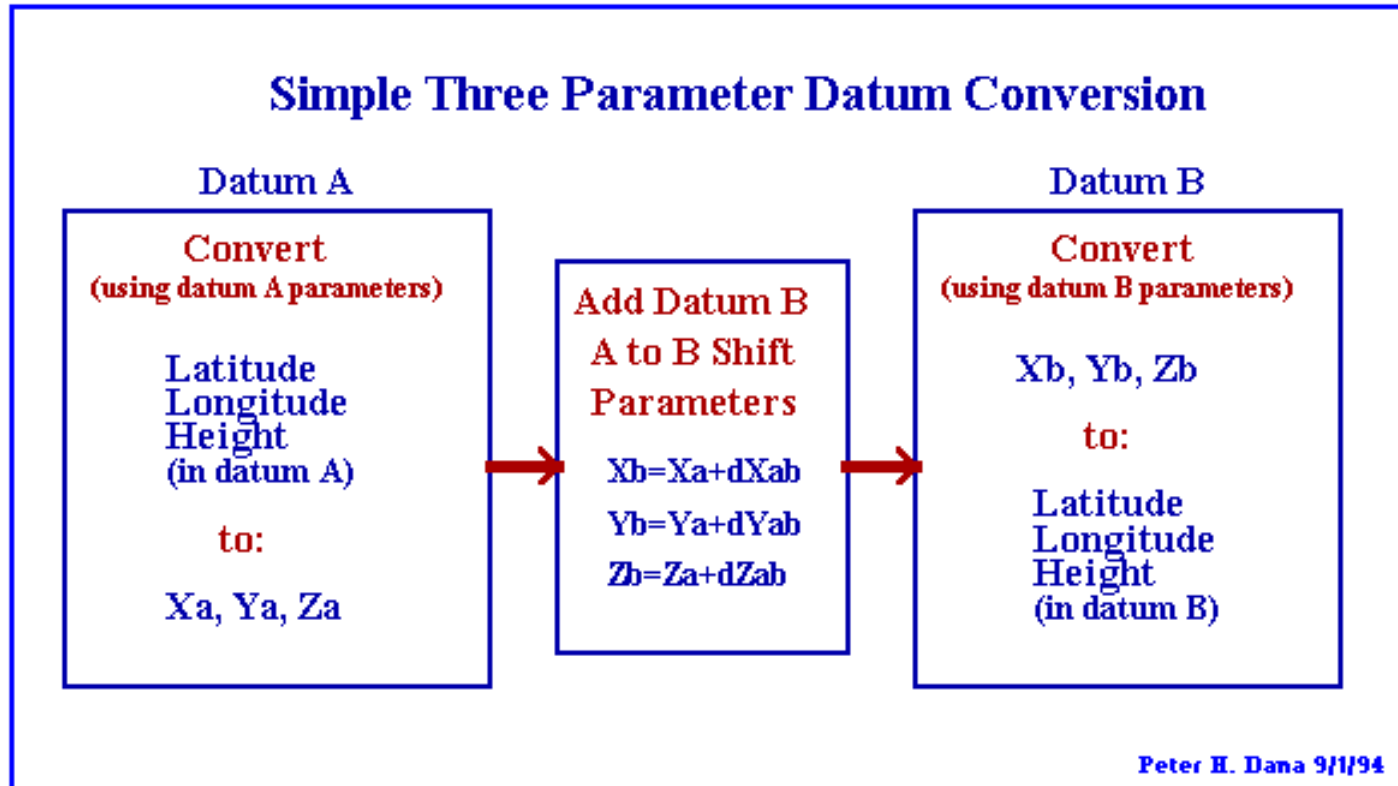 Simple Three Parameter Datum Conversion
Datum A
Convert
(using datum A parameters)
Latitude
Longitude
Height
(in datum A)
to:
Xa, Ya, Za
Add Datum B
A to B Shift
Parameters
Xb=Xa+dXab
Yb=Ya+dYab
Zb=Za+dZab
Datum B
Convert
(using datum B parameters)
Xb, Yb, Zb
to:
Latitude
Longitude
Height
(in datum B)
Peter H. Dana 9/1/94